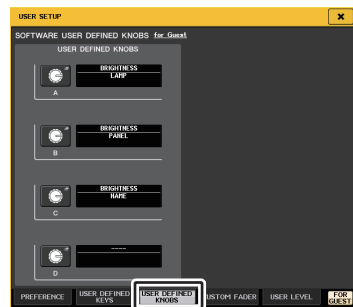 USER SETUP
SOFTWARE USER DEFINED KNOBS for Guest
USER DEFINED KNOBS
BRIGHTNESS
LAMP
A
BRIGHTNESS
PANEL
B
BRIGHTNESS
NAME
C
----
D
PREFERENCE
USER DEFINED
KEYS
USER DEFINED
KNOBS
USTOM FADER
USER LEVEL
FOR
GUEST